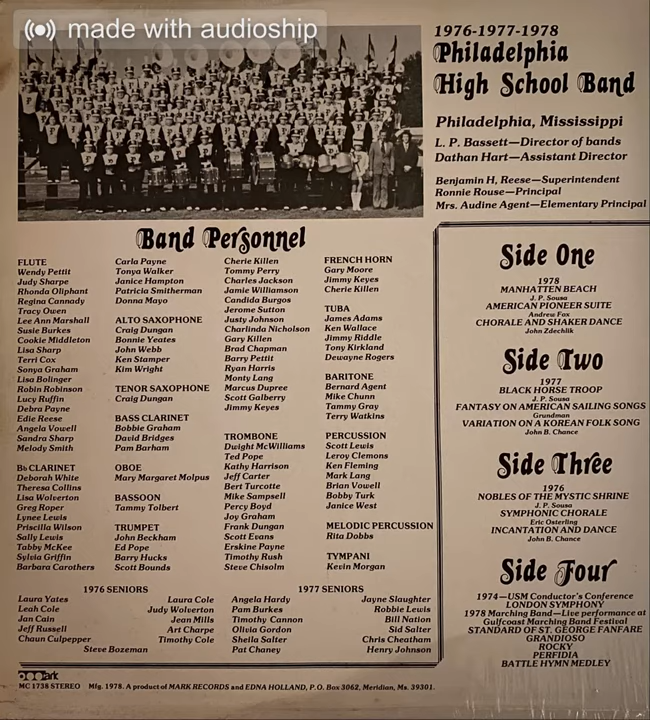 made with audioship
1976-1977-1978
Philadelphia
High School Band
Philadelphia, Mississippi
L. P. Bassett—Director of bands
Dathan Hart—Assistant Director
Benjamin H, Reese—Superintendent
Ronnie Rouse—Principal
Mrs. Audine Agent—Elementary Principal
Band Personnel
FLUTE
Wendy Pettit
Judy Sharpe
Rhonda Oliphant
Regina Cannady
Tracy Owen
Lee Ann Marshall
Susie Burkes
Cookie Middleton
Lisa Sharp
Terri Cox
Sonya Graham
Lisa Bolinger
Robin Robinson
Lucy Ruffin
Debra Payne
Edie Reese
Angela Vowell
Sandra Sharp
Melody Smith
Bb CLARINET
Deborah White
Theresa Collins
Lisa Wolverton
Greg Roper
Lynee Lewis
Priscilla Wilson
Sally Lewis
Tabby McKee
Sylvia Griffin
Barbara Carothers
Carla Payne
Tonya Walker
Janice Hampton
Patricia Smitherman
Donna Mayo
ALTO SAXOPHONE
Craig Dungan
Bonnie Yeates
John Webb
Ken Stamper
Kim Wright
TENOR SAXOPHONE
Craig Dungan
BASS CLARINET
Bobbie Graham
David Bridges
Pam Barham
OBOE
Mary Margaret Molpus
BASSOON
Tammy Tolbert
TRUMPET
John Beckham
Ed Pope
Barry Hucks
Scott Bounds
Cherie Killen
Tommy Perry
Charles Jackson
Jamie Williamson
Candida Burgos
Jerome Sutton
Justy Johnson
Charlinda Nicholson
Gary Killen
Brad Chapman
Barry Pettit
Ryan Harris
Monty Lang
Marcus Dupree
Scott Galberry
Jimmy Keyes
TROMBONE
Dwight McWilliams
Ted Pope
Kathy Harrison
Jeff Carter
Bert Turcotte
Mike Sampsell
Percy Boyd
Joy Graham
Frank Dungan
Scott Evans
Erskine Payne
Timothy Rush
Steve Chisolm
FRENCH HORN
Gary Moore
Jimmy Keyes
Cherie Killen
TUBA
James Adams
Ken Wallace
Jimmy Riddle
Tony Kirkland
Dewayne Rogers
BARITONE
Bernard Agent
Mike Chunn
Tammy Gray
Terry Watkins
PERCUSSION
Scott Lewis
Leroy Clemons
Ken Fleming
Mark Lang
Brian Vowell
Bobby Turk
Janice West
MELODIC PERCUSSION
Rita Dobbs
TYMPANI
Kevin Morgan
1976 SENIORS
Laura Yates
Leah Cole
Jan Cain
Jeff Russell
Chaun Culpepper
Laura Cole
Judy Wolverton
Jean Mills
Art Charpe
Timothy Cole
Steve Bozeman
1977 SENIORS
Angela Hardy
Pam Burkes
Timothy Cannon
Olivia Gordon
Sheila Salter
Pat Chaney
Jayne Slaughter
Robbie Lewis
Bill Nation
Sid Salter
Chris Cheatham
Henry Johnson
Side One
1978
MANHATTEN BEACH
J. P. Sousa
AMERICAN PIONEER SUITE
Andrew Fox
CHORALE AND SHAKER DANCE
John Zdechlik
Side Two
1977
BLACK HORSE TROOP
J. P. Sousa
FANTASY ON AMERICAN SAILING SONGS
Grundman
VARIATION ON A KOREAN FOLK SONG
John B. Chance
Side Three
1976
NOBLES OF THE MYSTIC SHRINE
J. P. Sousa
SYMPHONIC CHORALE
Eric Osterling
INCANTATION AND DANCE
John B. Chance
Side Four
1974—USM Conductor's Conference
LONDON SYMPHONY
1978 Marching Band—Live performance at
Gulfcoast Marching Band Festival
STANDARD OF ST. GEORGE FANFARE
GRANDIOSO
ROCKY
PERFIDIA
BATTLE HYMN MEDLEY
mark
MC 1738 STEREO Mfg. 1978. A product of MARK RECORDS and EDNA HOLLAND, P.O. Box 3062, Meridian, Ms. 39301.